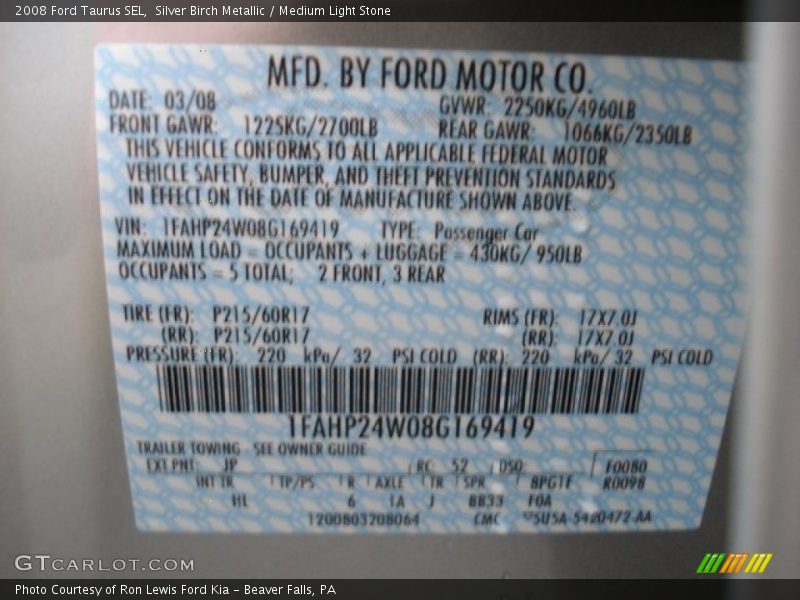 2008 Ford Taurus SEL,  Silver Birch Metallic / Medium Light Stone
MFD. BY FORD MOTOR CO.
DATE: 03/08 GVWR: 2250KG/4960LB
FRONT GAWR: 1225KG/2700LB REAR GAWR: 1066KG/2350LB
THIS VEHICLE CONFORMS TO ALL APPLICABLE FEDERAL MOTOR
VEHICLE SAFETY, BUMPER, AND THEFT PREVENTION STANDARDS
IN EFFECT ON THE DATE OF MANUFACTURE SHOWN ABOVE.
VIN: 1FAHP24W08G169419 TYPE: Passenger Car
MAXIMUM LOAD = OCCUPANTS + LUGGAGE = 430KG/ 950LB
OCCUPANTS = 5 TOTAL; 2 FRONT, 3 REAR
TIRE (FR): P215/60R17 RIMS (FR): 17X7.0J
(RR): P215/60R17 (RR): 17X7.0J
PRESSURE (FR): 220 kPa/ 32 PSI COLD (RR): 220 kPa/ 32 PSI COLD
1FAHP24W08G169419
TRAILER TOWING - SEE OWNER GUIDE
EXT PNT: JP RC: 52 DSO: F0080
INT TR TP/PS R AXLE TR SPR 8PGTF R0098
HL 6 1A J BB33 F0A
1200803208064 CMC 5U5A-5420472-AA
GTCARLOT.COM
Photo Courtesy of Ron Lewis Ford Kia – Beaver Falls, PA